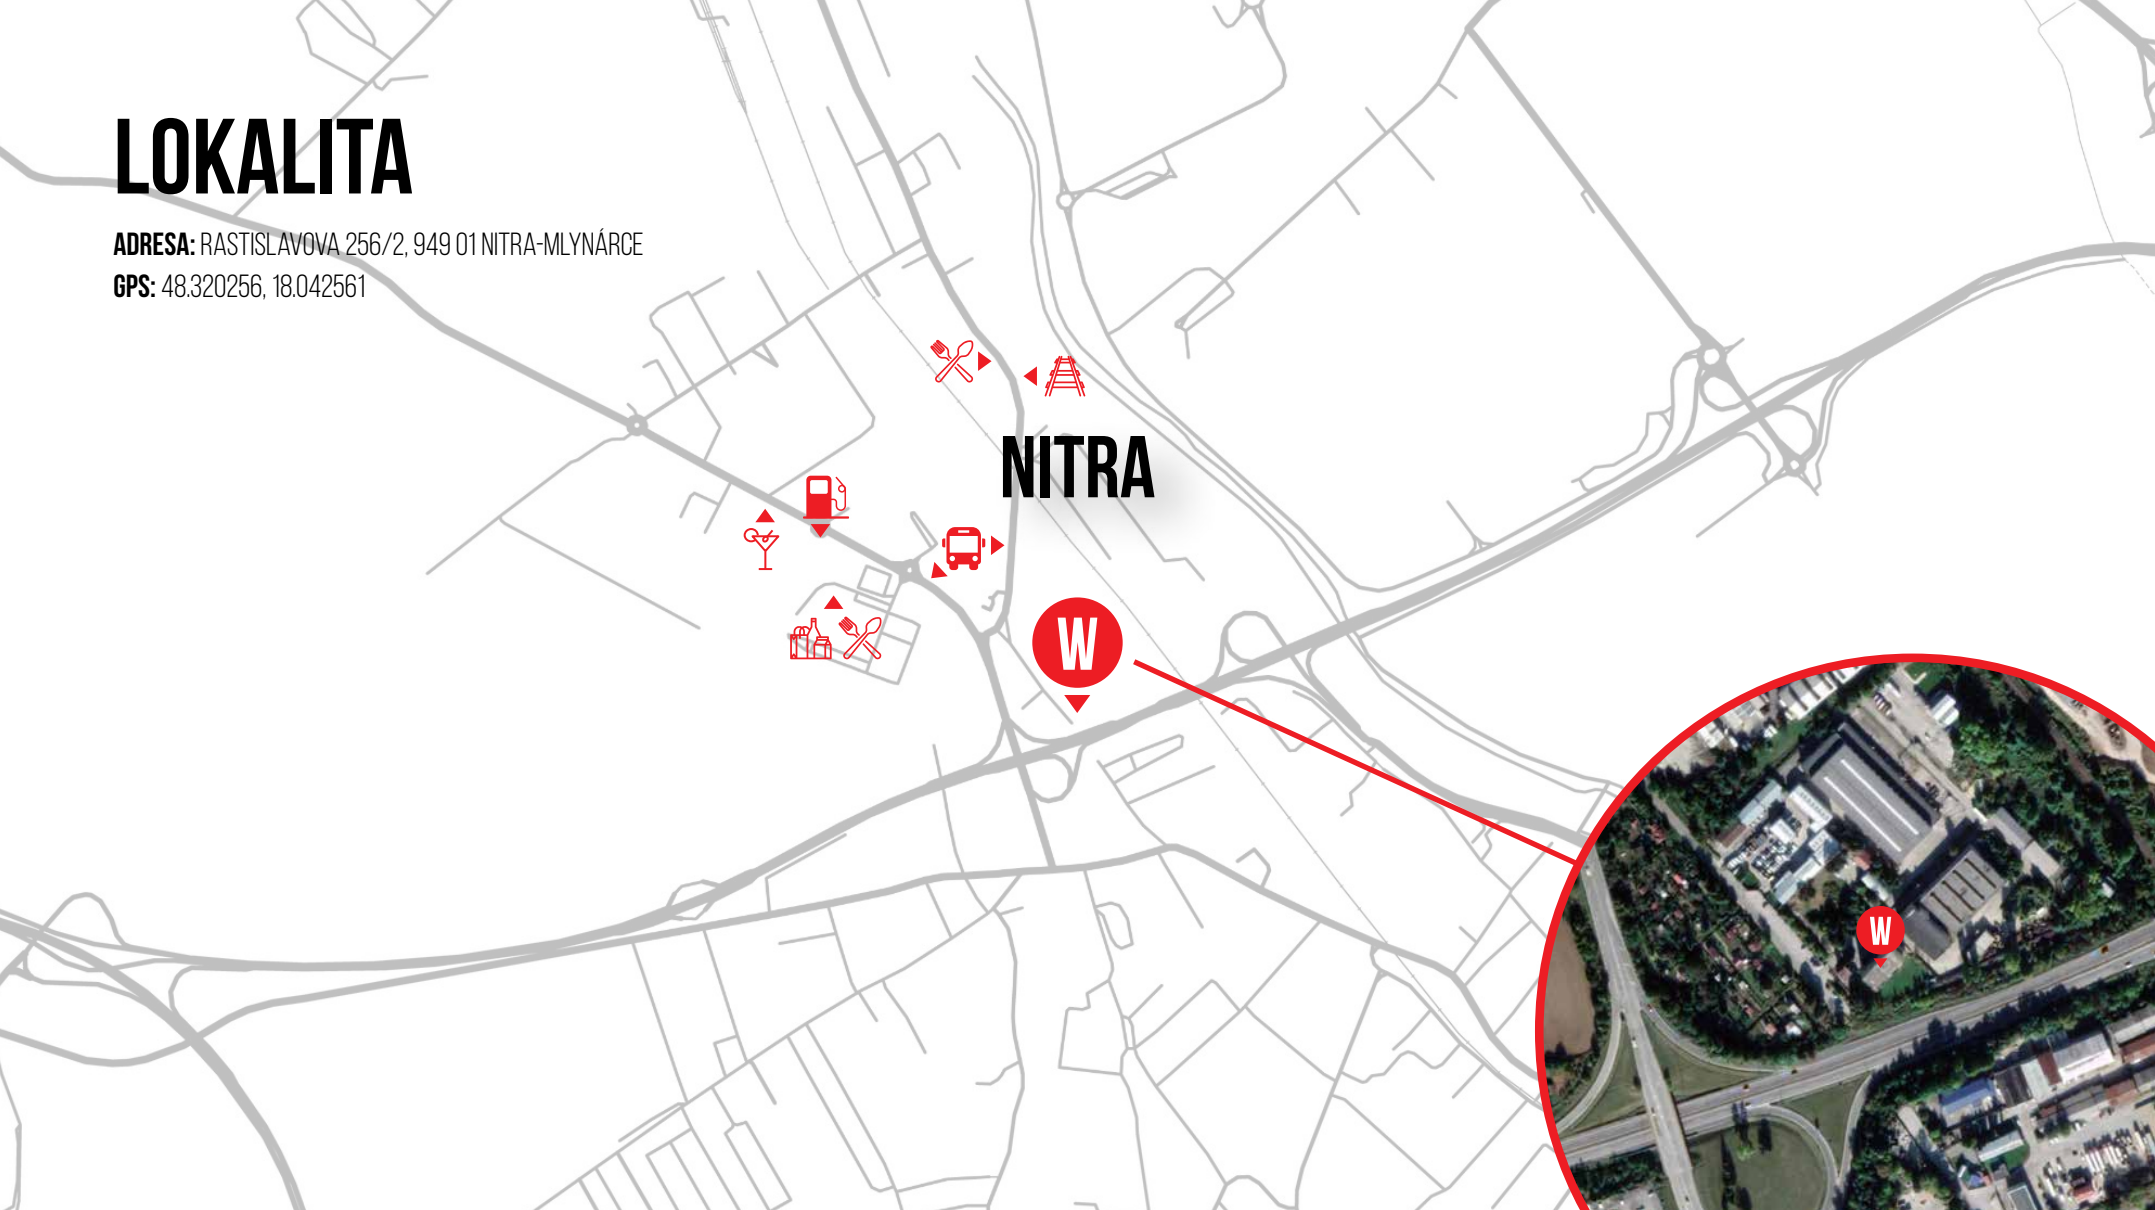 LOKALITA
ADRESA: RASTISLAVOVA 256/2, 949 01 NITRA-MLYNÁRCE
GPS: 48.320256, 18.042561
NITRA
W
W